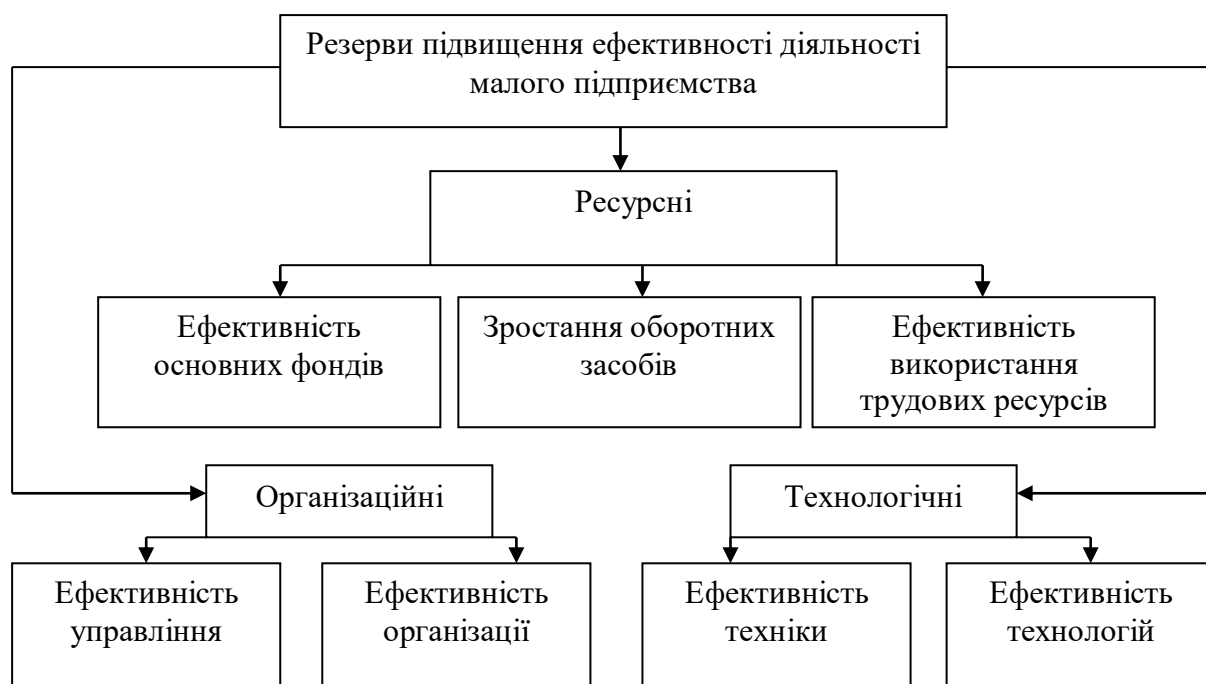 Резерви підвищення ефективності діяльності
малого підприємства
Ресурсні
Ефективність
основних фондів
Зростання оборотних
засобів
Ефективність
використання
трудових ресурсів
Організаційні
Технологічні
Ефективність
управління
Ефективність
організації
Ефективність
техніки
Ефективність
технологій